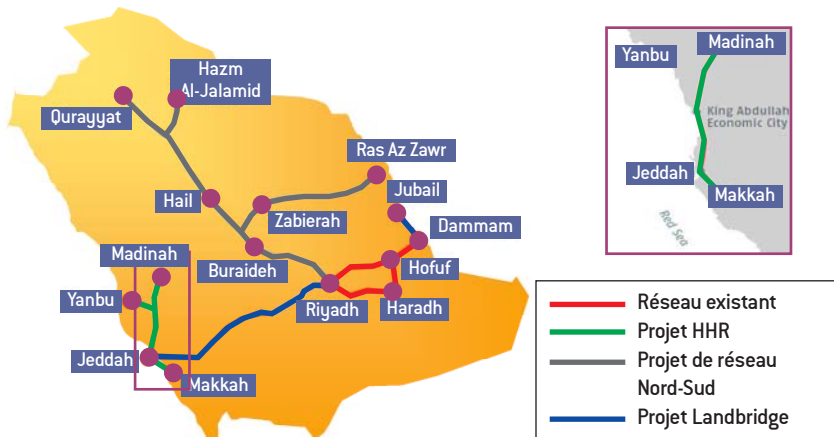 Hazm
Al-Jalamid
Qurayyat
Ras Az Zawr
Jubail
Hail
Zabierah
Dammam
Madinah
Buraideh
Hofuf
Yanbu
Riyadh
Haradh
Jeddah
Makkah
Yanbu
Madinah
King Abdullah
Economic City
Jeddah
Makkah
Red Sea
Réseau existant
Projet HHR
Projet de réseau
Nord-Sud
Projet Landbridge